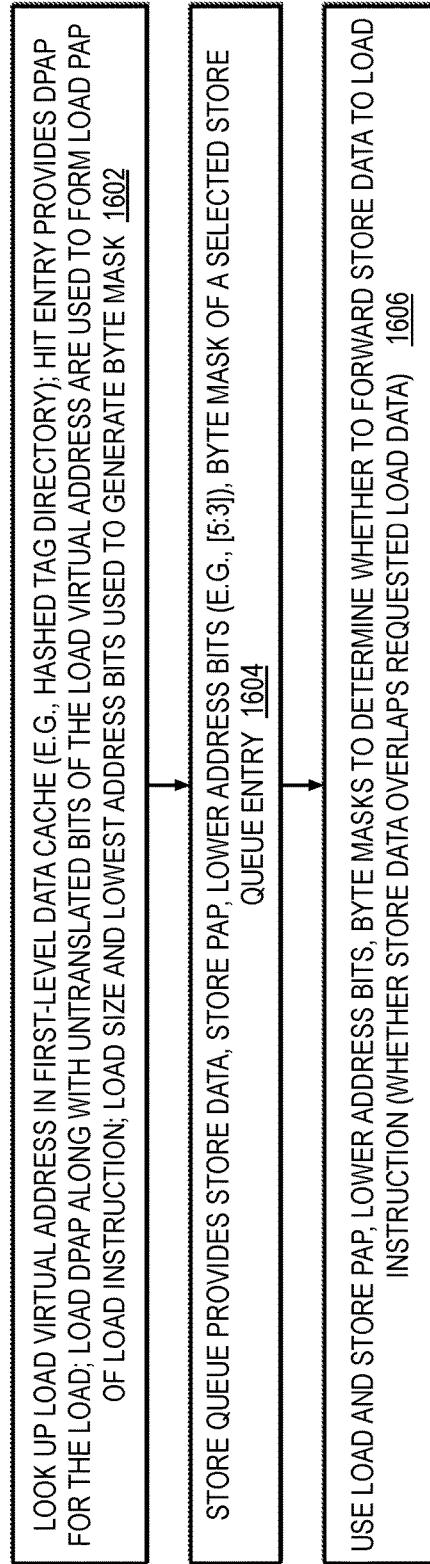 LOOK UP LOAD VIRTUAL ADDRESS IN FIRST-LEVEL DATA CACHE (E.G., HASHED TAG DIRECTORY); HIT ENTRY PROVIDES DPAP
FOR THE LOAD; LOAD DPAP ALONG WITH UNTRANSLATED BITS OF THE LOAD VIRTUAL ADDRESS ARE USED TO FORM LOAD PAP
OF LOAD INSTRUCTION; LOAD SIZE AND LOWEST ADDRESS BITS USED TO GENERATE BYTE MASK 1602
STORE QUEUE PROVIDES STORE DATA, STORE PAP, LOWER ADDRESS BITS (E.G., [5:3]), BYTE MASK OF A SELECTED STORE
QUEUE ENTRY 1604
USE LOAD AND STORE PAP, LOWER ADDRESS BITS, BYTE MASKS TO DETERMINE WHETHER TO FORWARD STORE DATA TO LOAD
INSTRUCTION (WHETHER STORE DATA OVERLAPS REQUESTED LOAD DATA) 1606